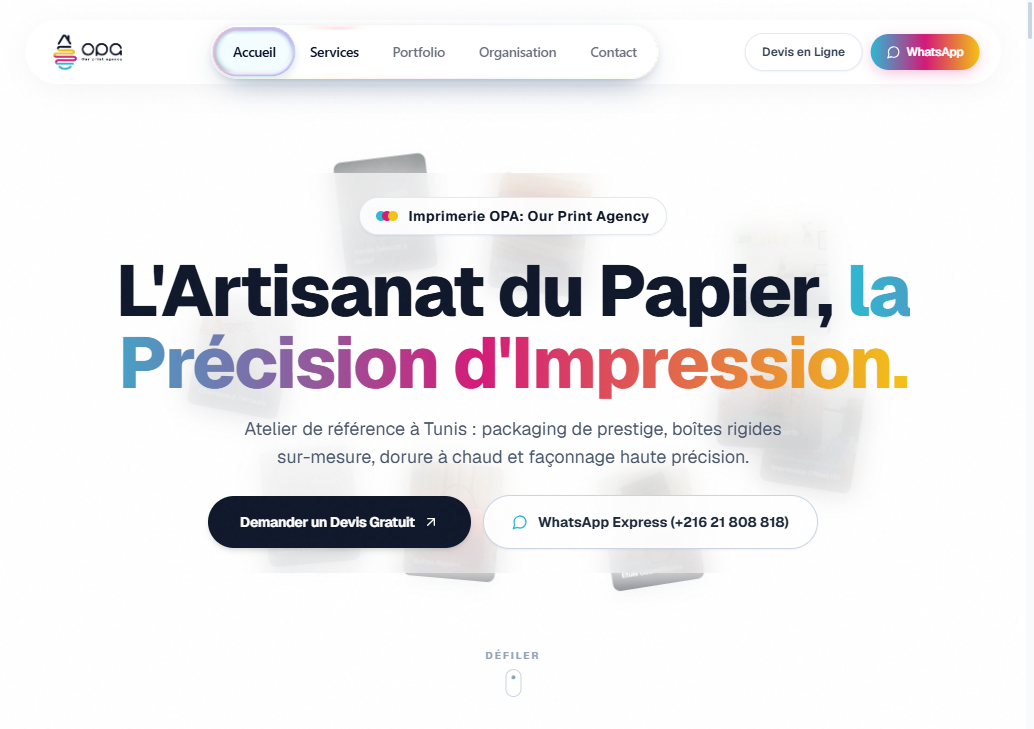 opa
Our print agency
Accueil
Services
Portfolio
Organisation
Contact
Devis en Ligne
WhatsApp
Imprimerie OPA: Our Print Agency
L'Artisanat du Papier, la
Précision d'Impression.
Atelier de référence à Tunis : packaging de prestige, boîtes rigides
sur-mesure, dorure à chaud et façonnage haute précision.
Demander un Devis Gratuit
WhatsApp Express (+216 21 808 818)
DÉFILER